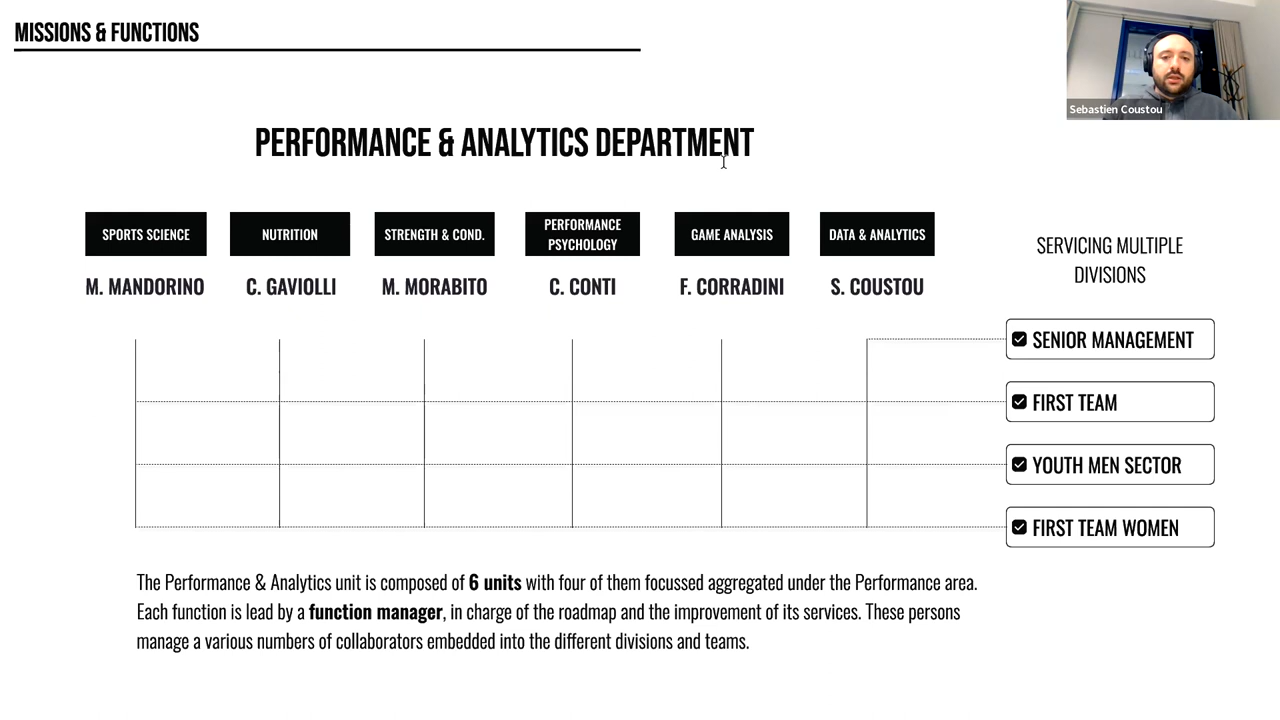 MISSIONS & FUNCTIONS
Sebastien Coustou
PERFORMANCE & ANALYTICS DEPARTMENT
SPORTS SCIENCE
NUTRITION
STRENGTH & COND.
PERFORMANCE
PSYCHOLOGY
GAME ANALYSIS
DATA & ANALYTICS
M. MANDORINO
C. GAVIOLLI
M. MORABITO
C. CONTI
F. CORRADINI
S. COUSTOU
SERVICING MULTIPLE
DIVISIONS
SENIOR MANAGEMENT
FIRST TEAM
YOUTH MEN SECTOR
FIRST TEAM WOMEN
The Performance & Analytics unit is composed of 6 units with four of them focussed aggregated under the Performance area.
Each function is lead by a function manager, in charge of the roadmap and the improvement of its services. These persons
manage a various numbers of collaborators embedded into the different divisions and teams.